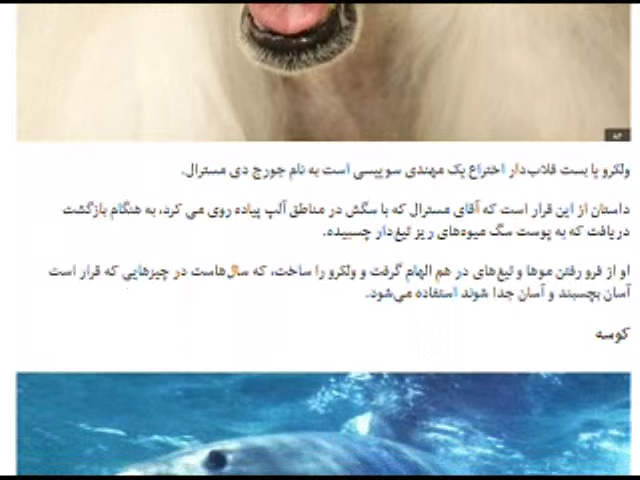 ولکرو یا بست قلاب‌دار اختراع یک مهندی سوییسی است به نام جورج دی مسترال.
داستان از این قرار است که آقای مسترال که با سگش در مناطق آلپ پیاده روی می کرد، به هنگام بازگشت
دریافت که به پوست سگ میوه‌های ریز تیغ‌دار چسبیده.
او از فرو رفتن موها و تیغ‌های در هم الهام گرفت و ولکرو را ساخت، که سال‌هاست در چیزهایی که قرار است
آسان بچسبند و آسان جدا شوند استفاده می‌شود.
کوسه